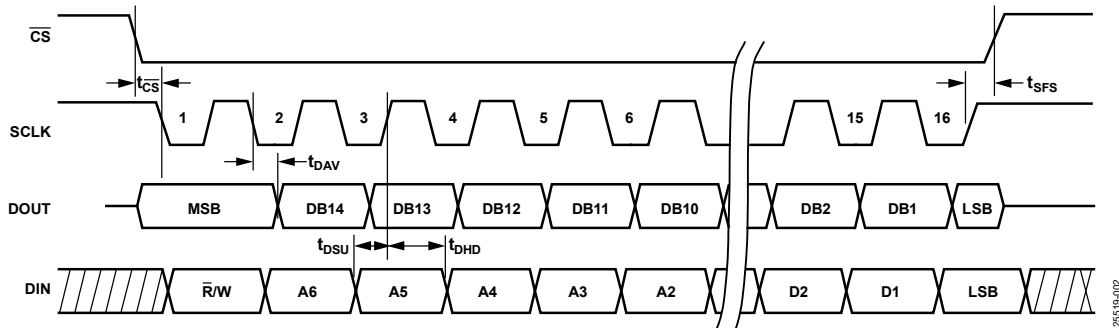 CS
tCS
tSFS
SCLK
1 2 3 4 5 6 15 16
tDAV
DOUT
MSB DB14 DB13 DB12 DB11 DB10 DB2 DB1 LSB
tDSU tDHD
DIN
R/W A6 A5 A4 A3 A2 D2 D1 LSB
25519-002